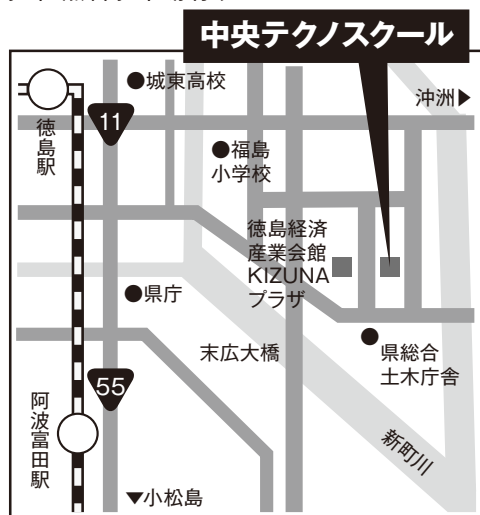 中央テクノスクール
城東高校
沖洲▶
徳島駅
11
●福島
小学校
徳島経済
産業会館
KIZUNA
プラザ
●県庁
末広大橋
県総合
土木庁舎
55
阿波富田駅
新町川
▼小松島